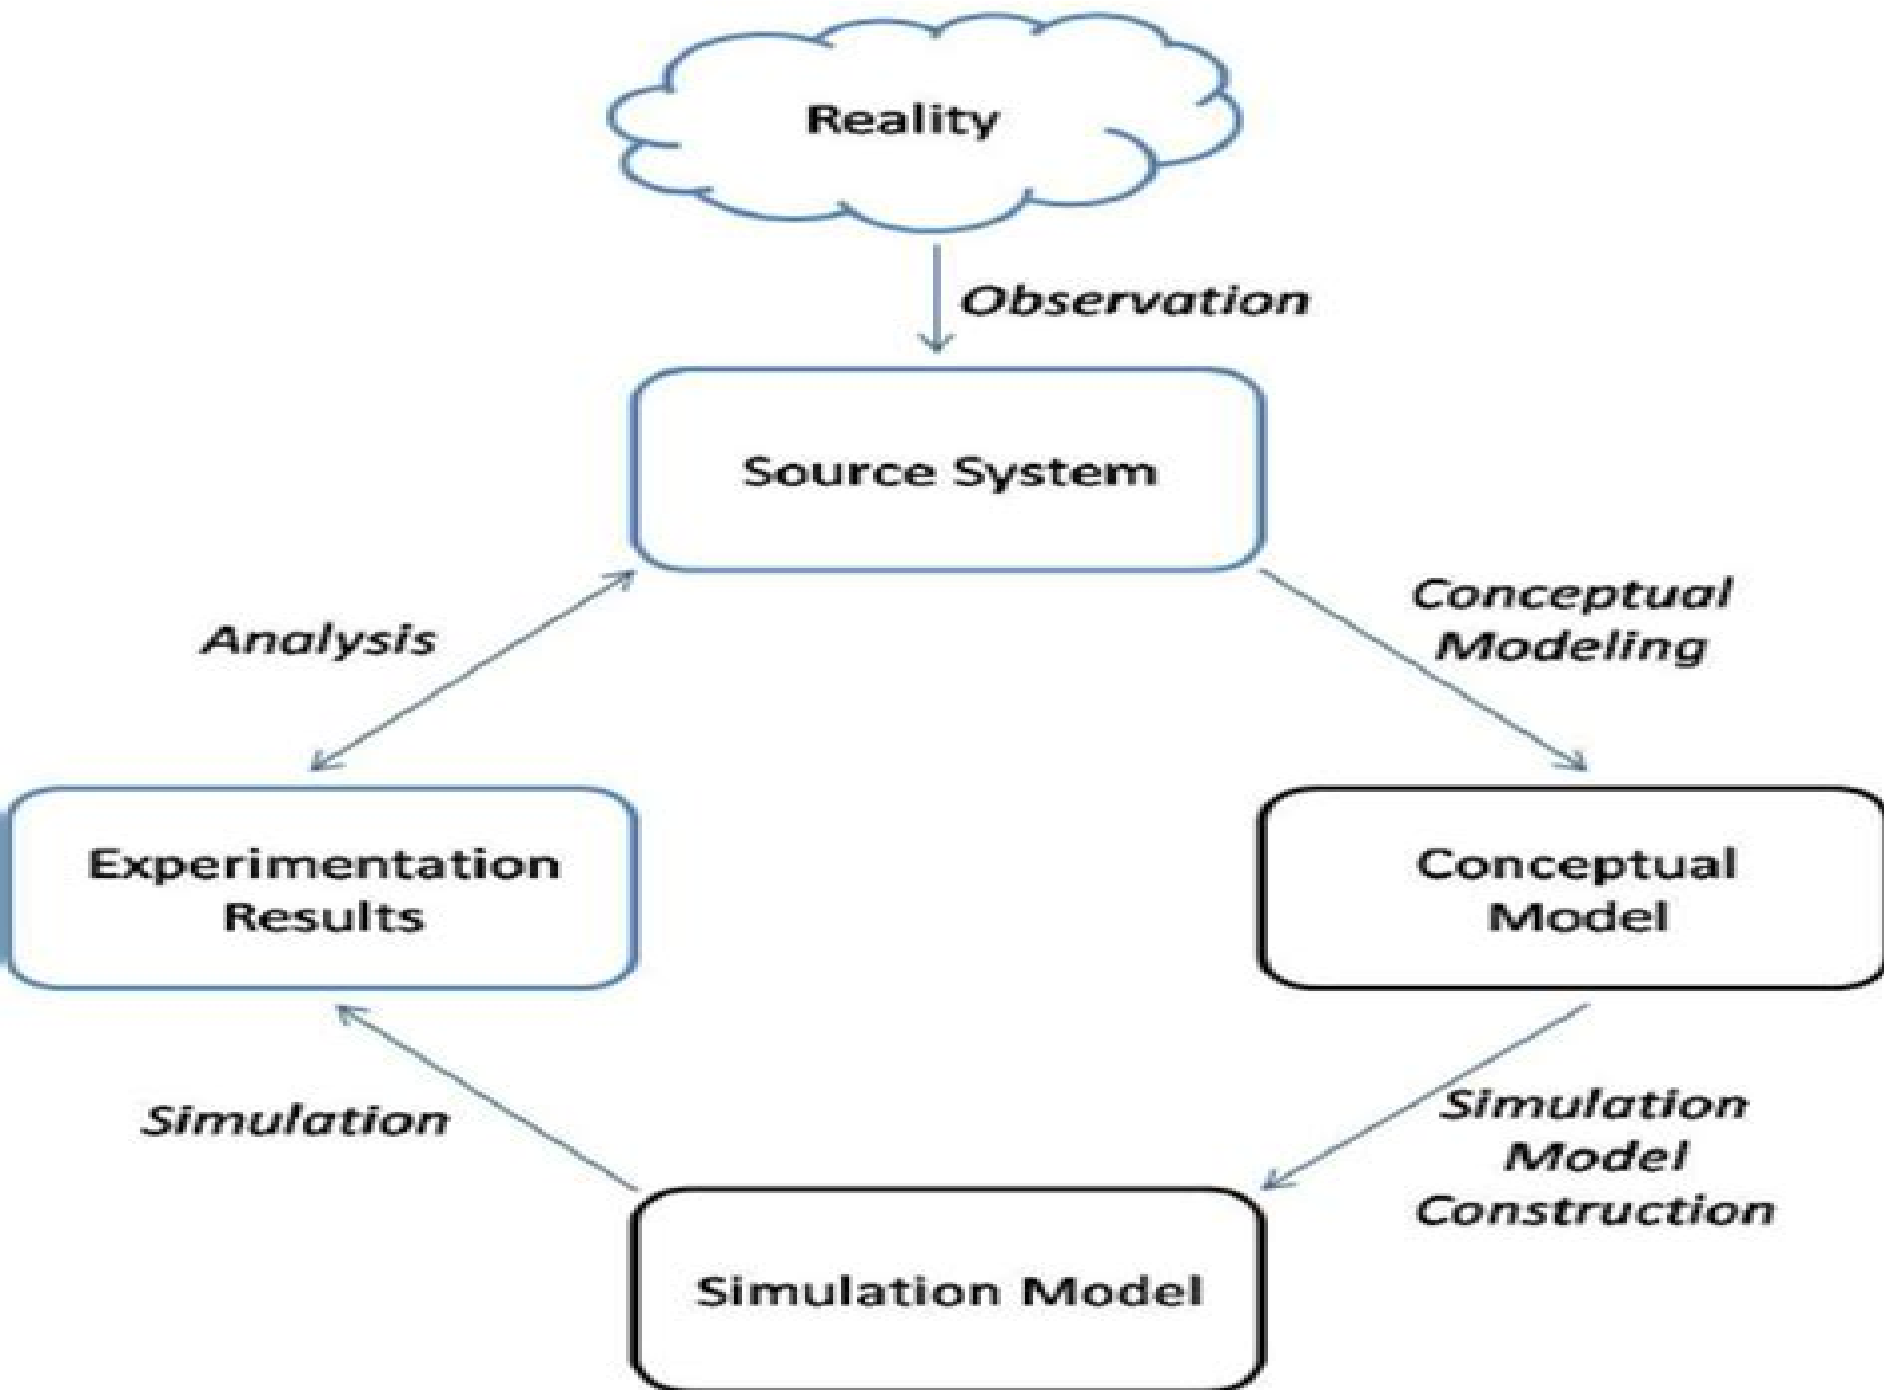 Reality
Observation
Source System
Analysis
Conceptual
Modeling
Experimentation
Results
Conceptual
Model
Simulation
Simulation
Model
Construction
Simulation Model